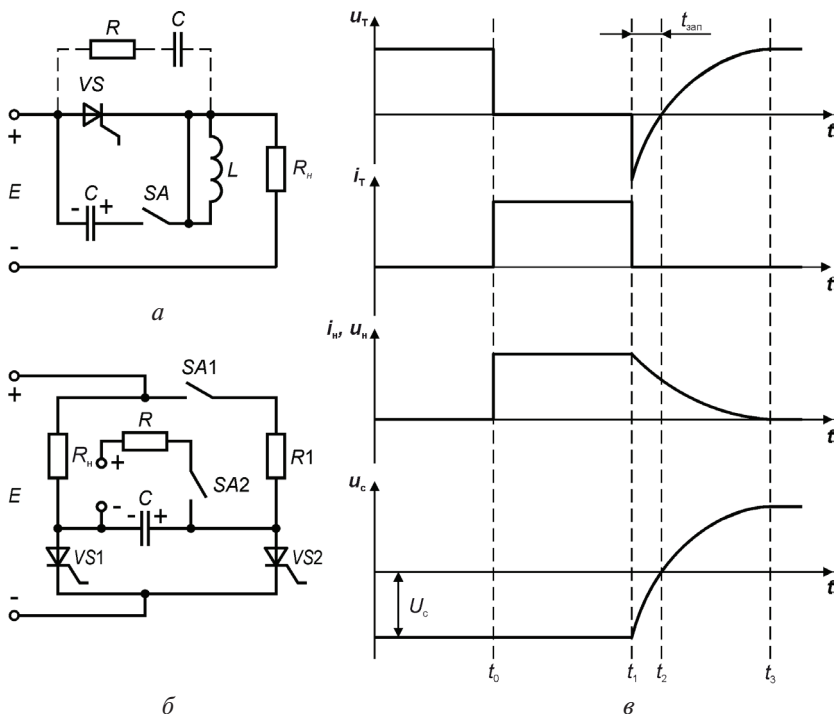 R
C
VS
+
E
-
C
-
+
SA
L
Rн
а
+
SA1
R
Rн
+
-
R1
E
C
-
+
SA2
VS1
VS2
-
б
uт
tзап
t
iт
t
iн, uн
t
uс
Uс
t
t0
t1
t2
t3
в